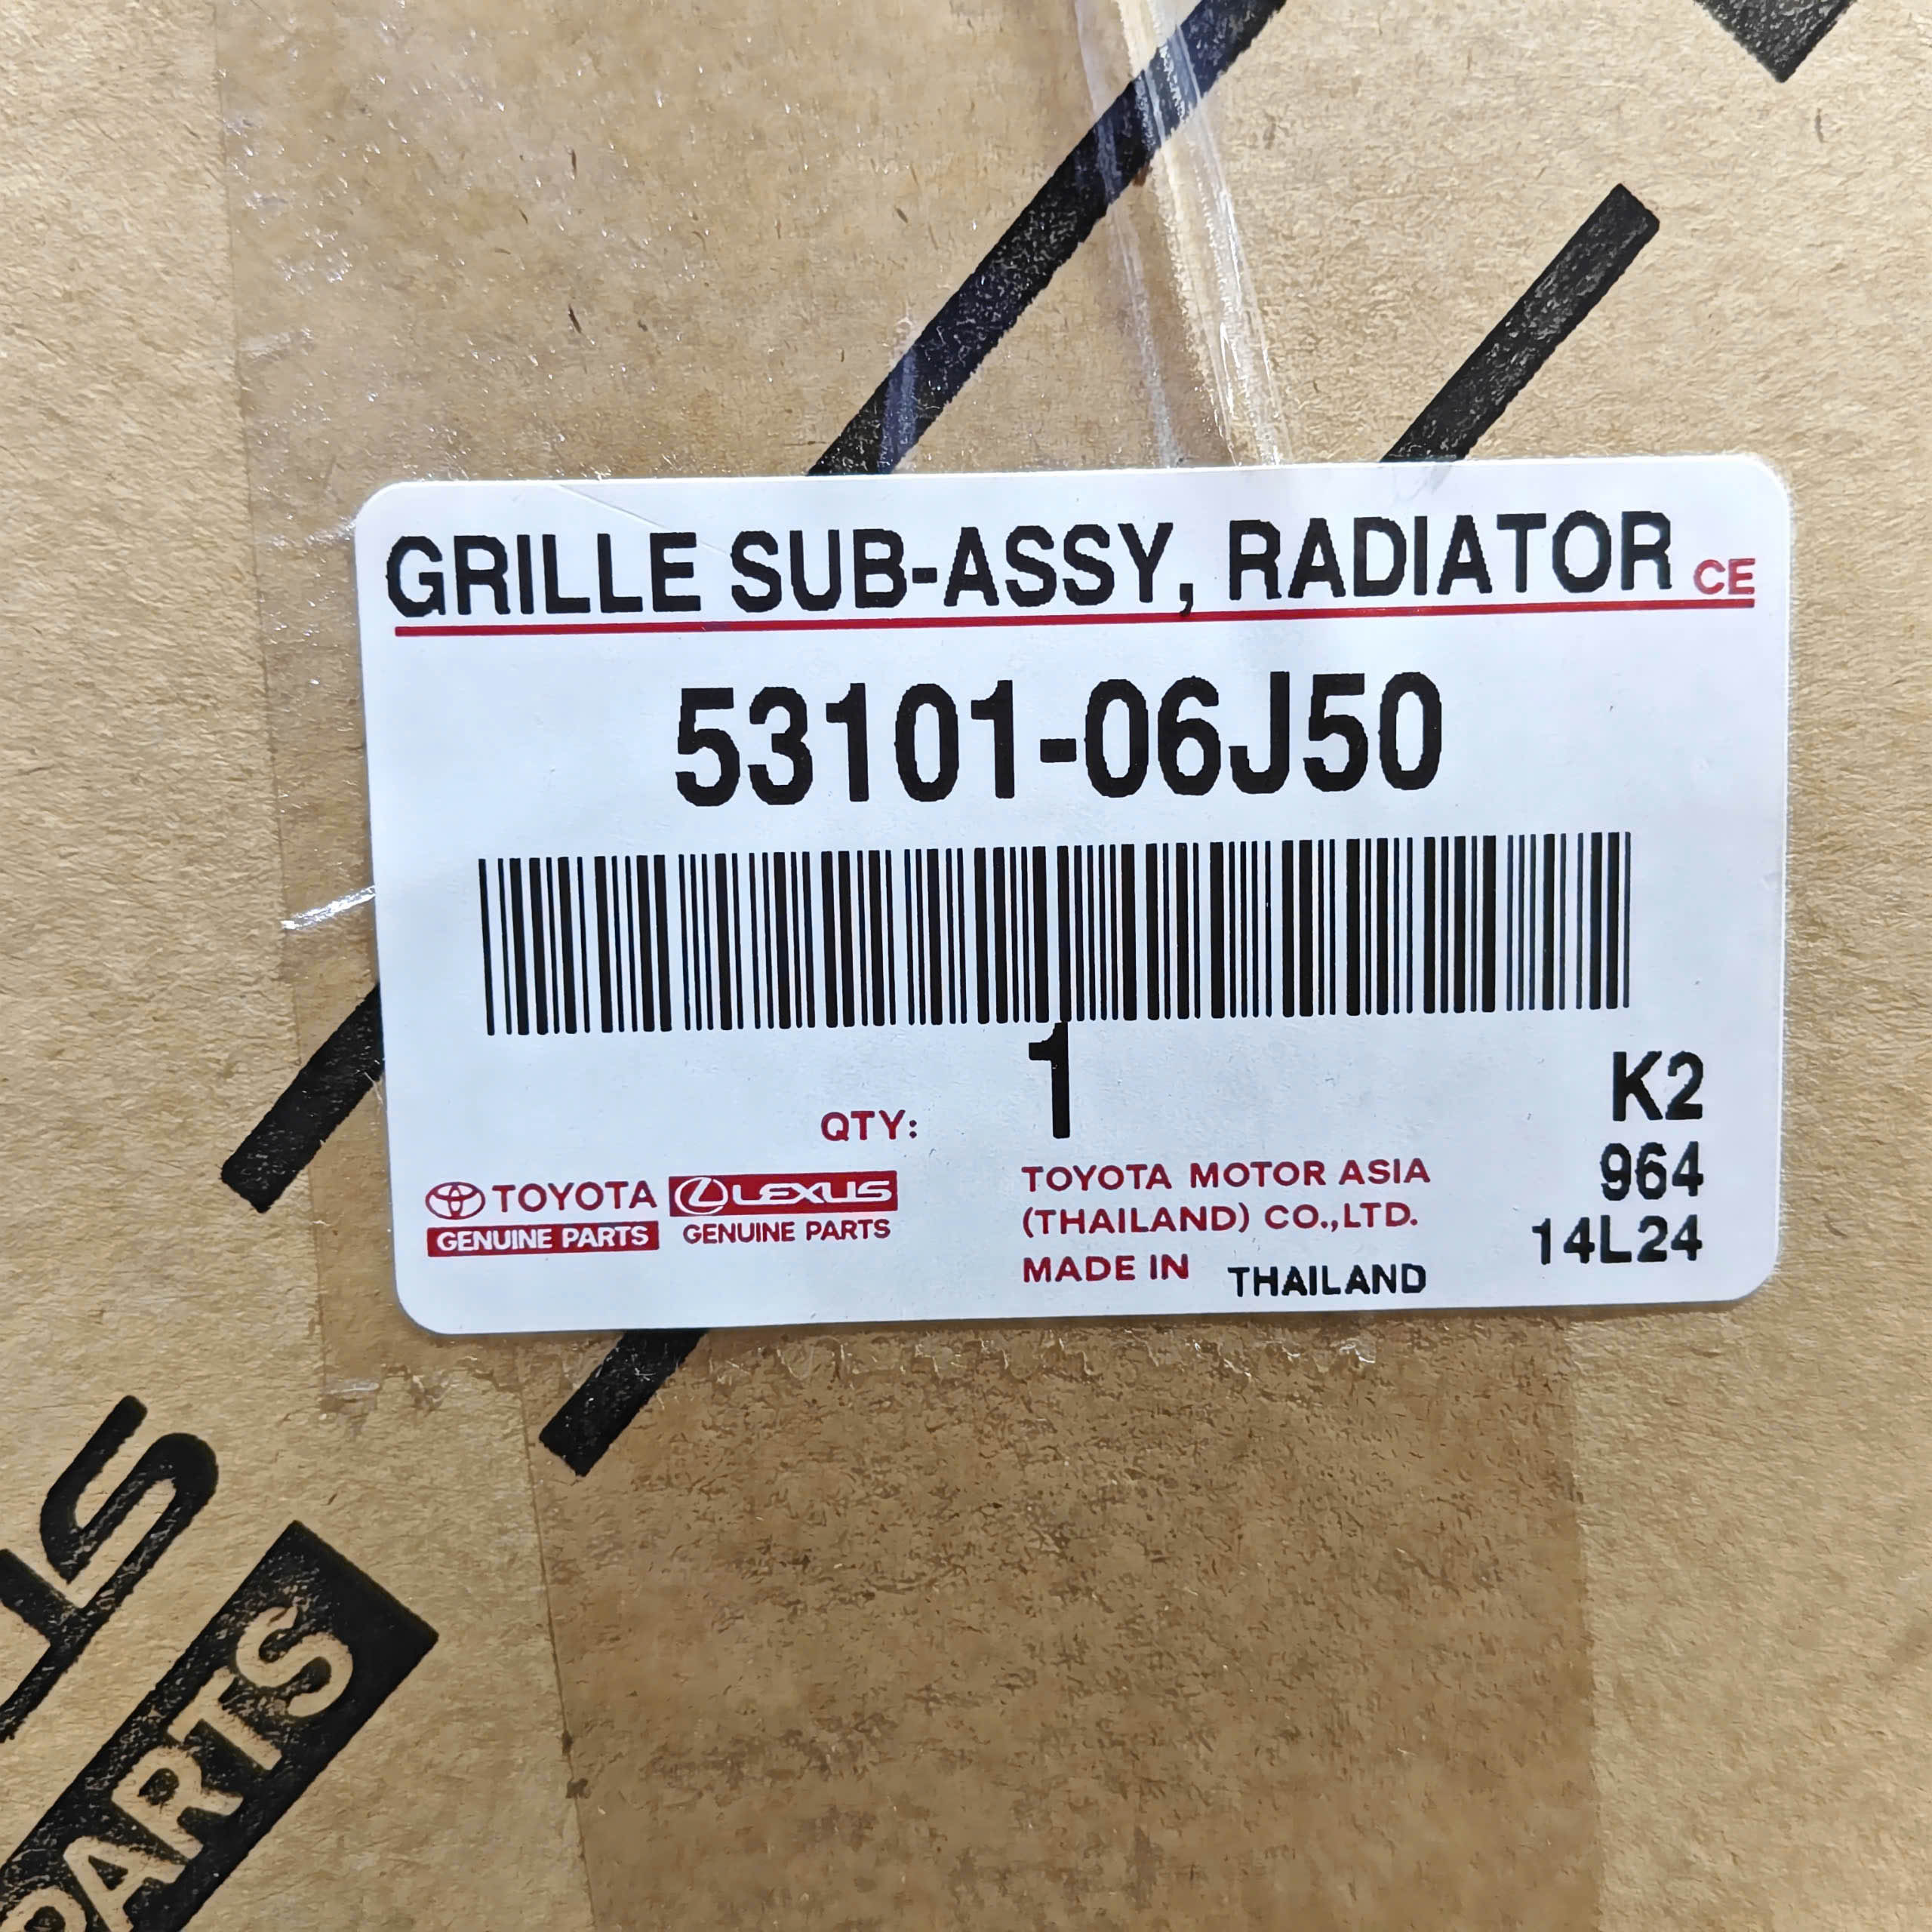 GRILLE SUB-ASSY, RADIATOR CE
53101-06J50
QTY: 1
K2
964
14L24
TOYOTA
GENUINE PARTS
LEXUS
GENUINE PARTS
TOYOTA MOTOR ASIA
(THAILAND) CO.,LTD.
MADE IN THAILAND
PARTS